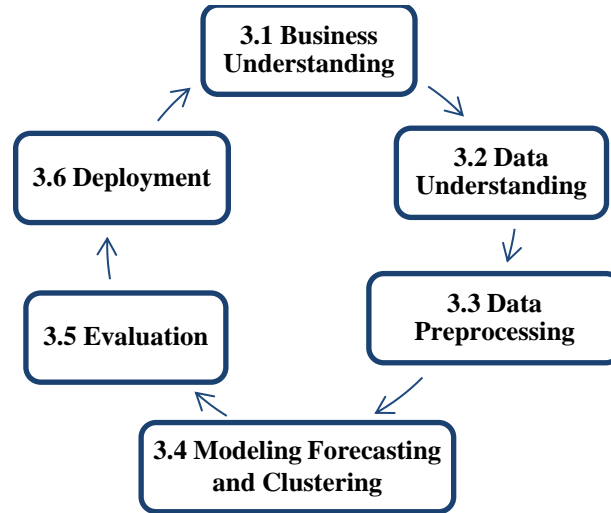 3.1 Business
Understanding
3.2 Data
Understanding
3.3 Data
Preprocessing
3.4 Modeling Forecasting
and Clustering
3.5 Evaluation
3.6 Deployment